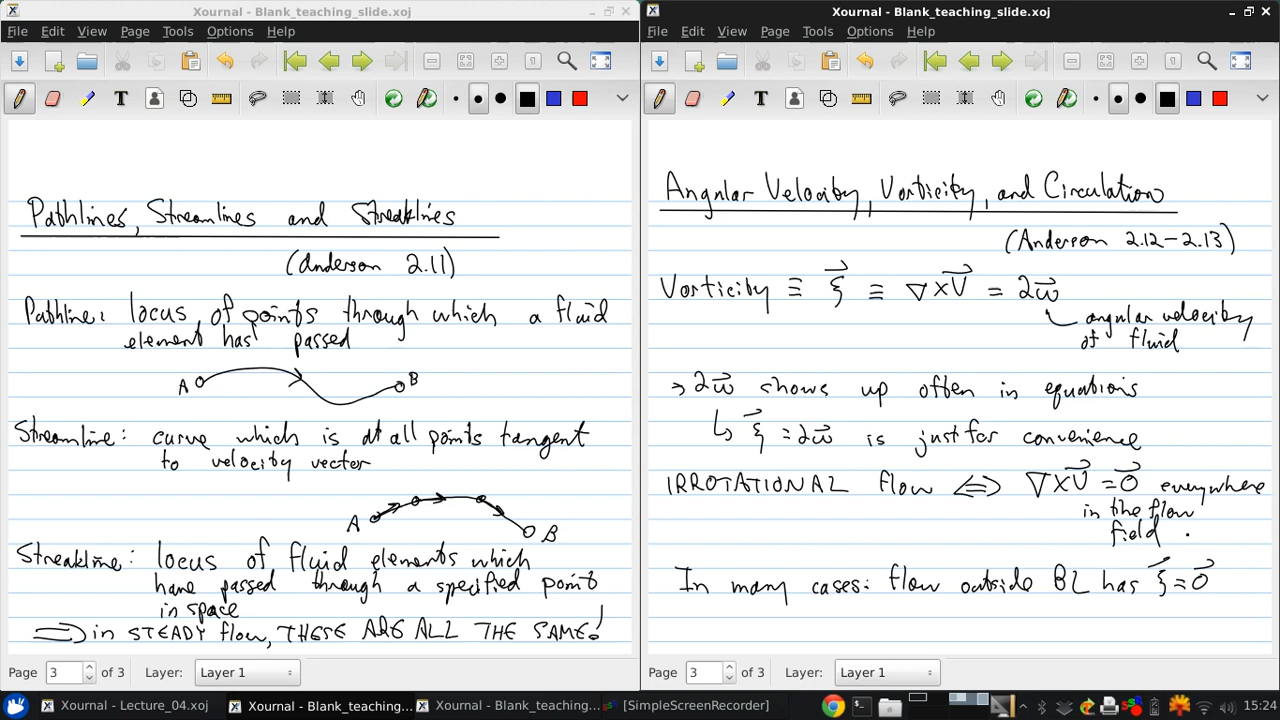 Xournal - Blank_teaching_slide.xoj
File Edit View Page Tools Options Help
Pathlines, Streamlines and Streaklines
(Anderson 2.11)
Pathline: locus of points through which a fluid
element has passed
A B
Streamline: curve which is at all points tangent
to velocity vector
A B
Streakline: locus of fluid elements which
have passed through a specified point
in space
⟹ in STEADY flow, THESE ARE ALL THE SAME!
Page 3 of 3 Layer: Layer 1
Xournal - Blank_teaching_slide.xoj
File Edit View Page Tools Options Help
Angular Velocity, Vorticity, and Circulation
(Anderson 2.12-2.13)
Vorticity ≡ ξ⃗ ≡ ∇×V⃗ = 2ω⃗
angular velocity
of fluid
→ 2ω⃗ shows up often in equations
↳ ξ⃗ = 2ω⃗ is just for convenience
IRROTATIONAL flow ⟺ ∇×V⃗ = 0⃗ everywhere
in the flow
field.
In many cases: flow outside BL has ξ⃗ = 0⃗
Page 3 of 3 Layer: Layer 1
Xournal - Lecture_04.xoj Xournal - Blank_teaching... Xournal - Blank_teaching... [SimpleScreenRecorder] 15:24